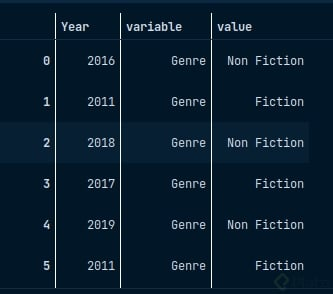 Year variable value
0 2016 Genre Non Fiction
1 2011 Genre Fiction
2 2018 Genre Non Fiction
3 2017 Genre Fiction
4 2019 Genre Non Fiction
5 2011 Genre Fiction